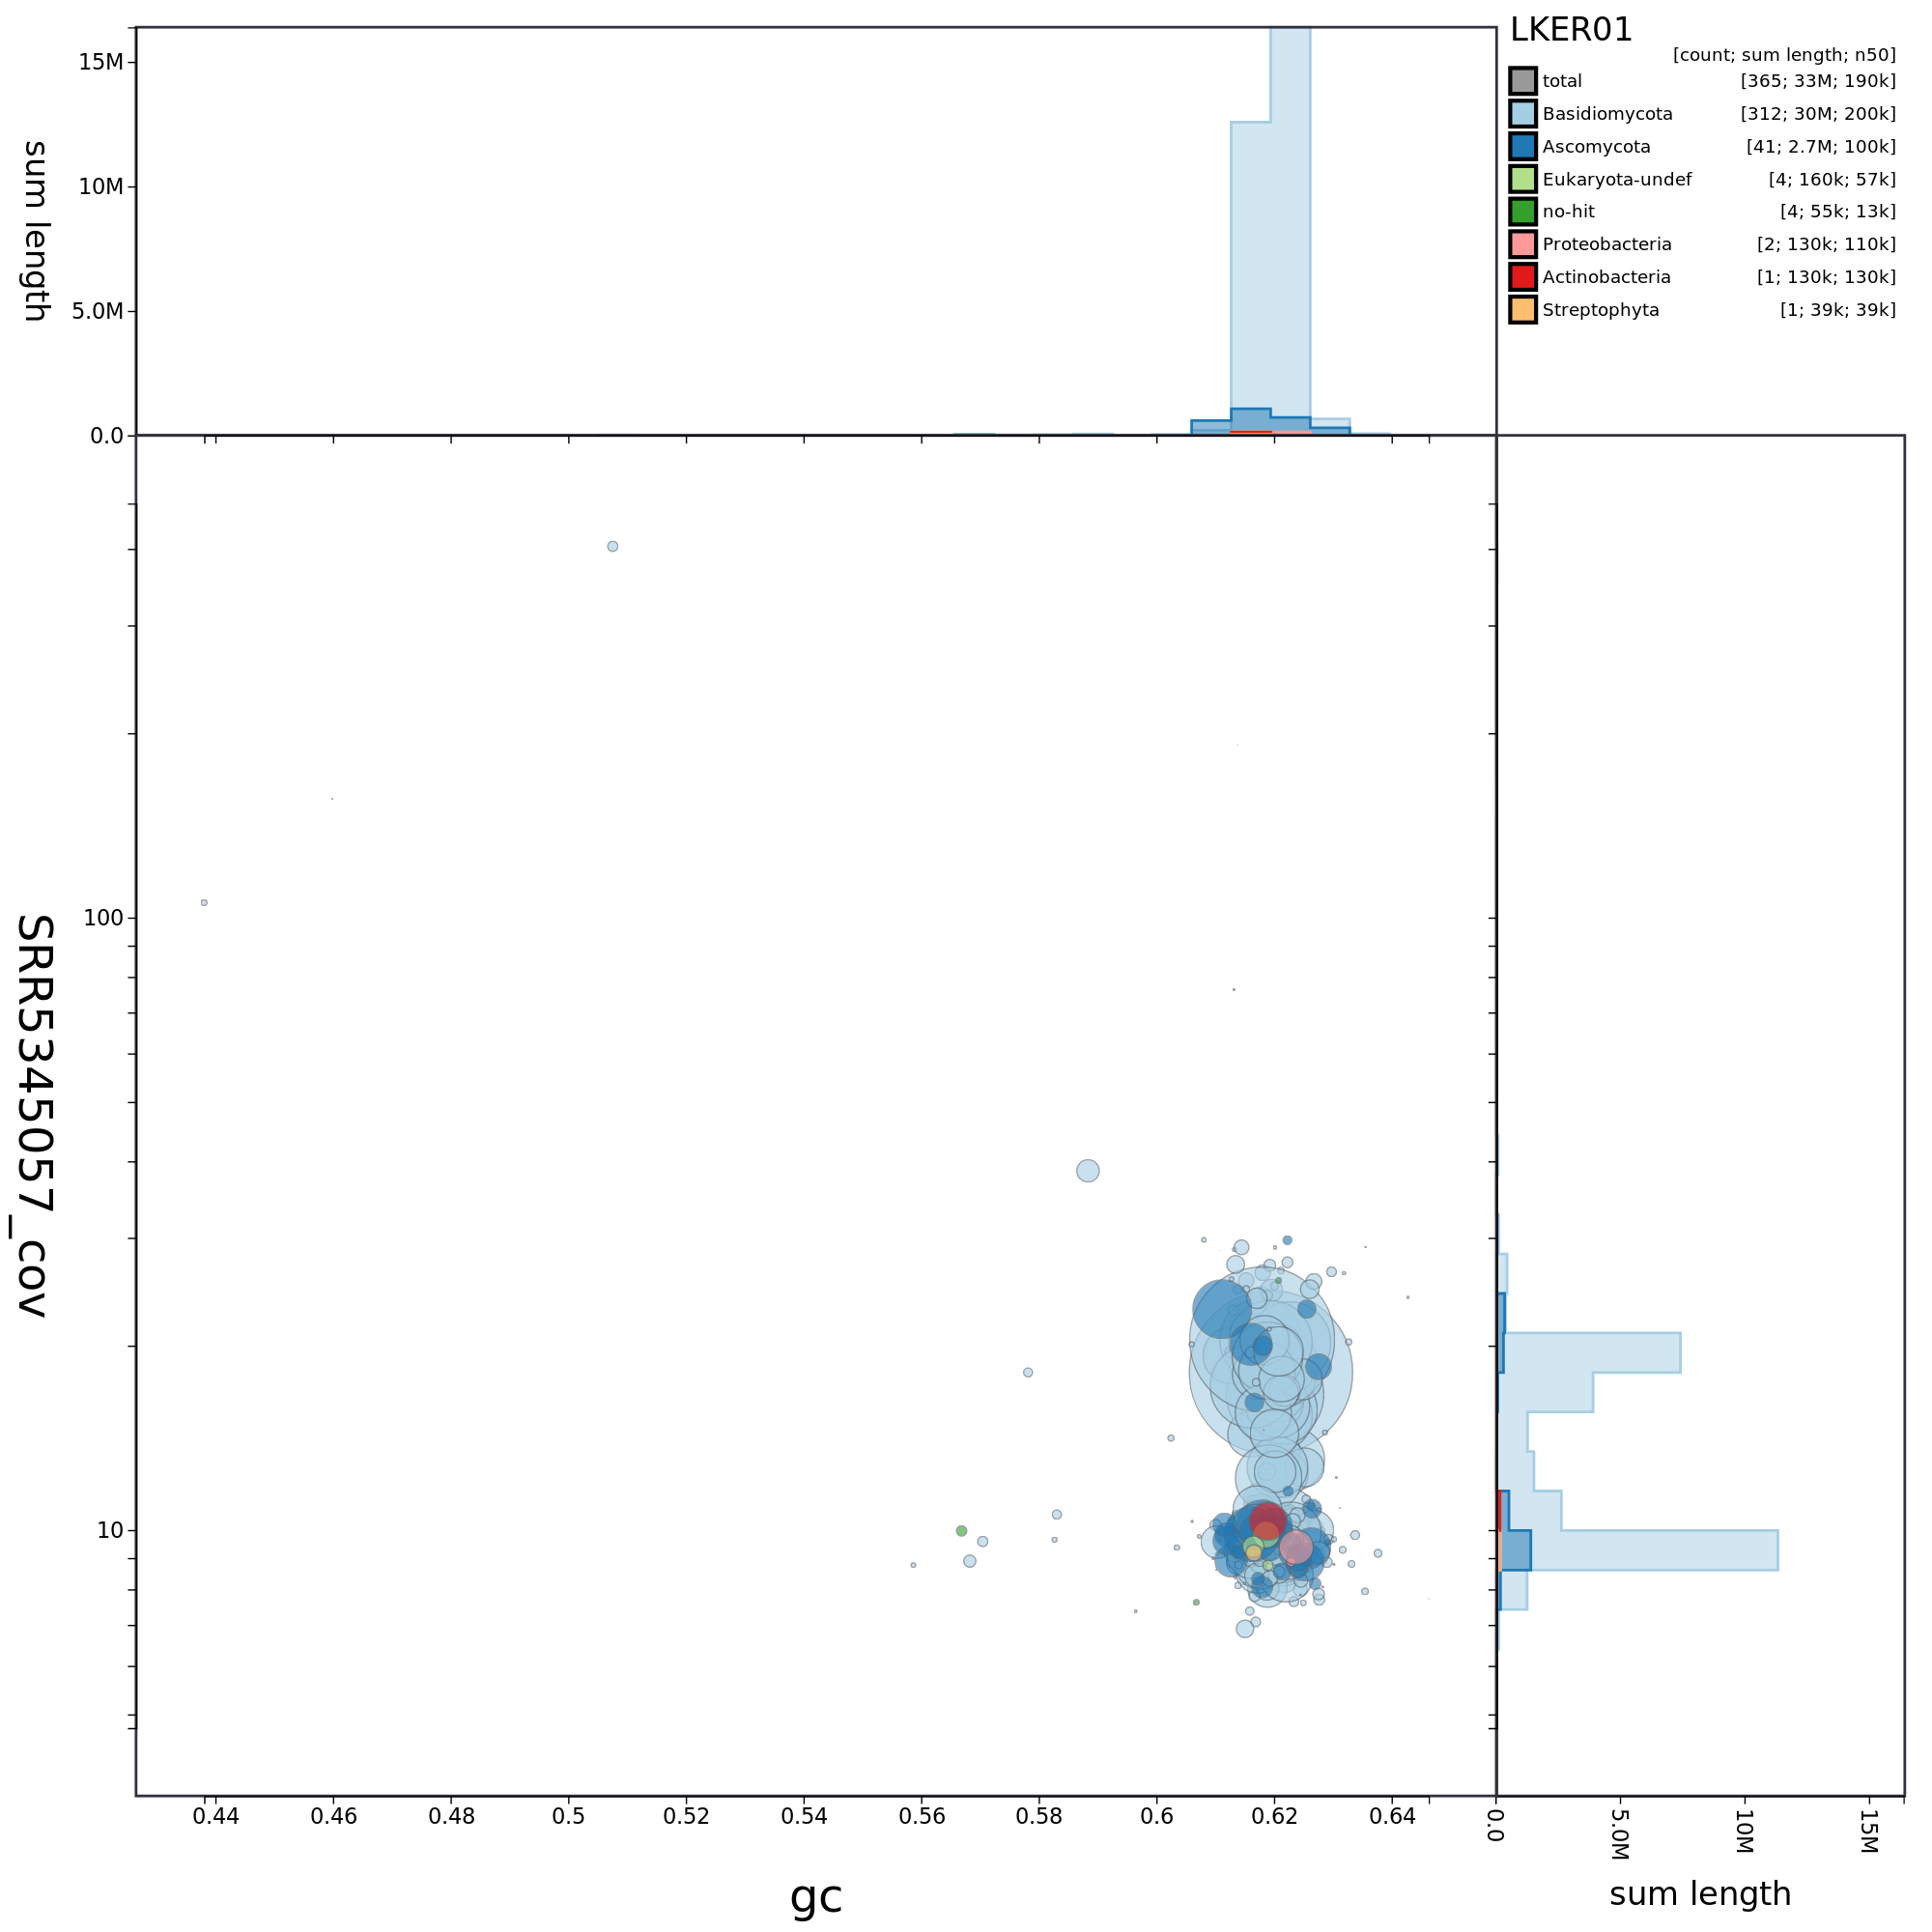 LKER01
[count; sum length; n50]
total [365; 33M; 190k]
Basidiomycota [312; 30M; 200k]
Ascomycota [41; 2.7M; 100k]
Eukaryota-undef [4; 160k; 57k]
no-hit [4; 55k; 13k]
Proteobacteria [2; 130k; 110k]
Actinobacteria [1; 130k; 130k]
Streptophyta [1; 39k; 39k]
sum length
15M
10M
5.0M
0.0
SRR5345057_cov
100
10
0.44 0.46 0.48 0.5 0.52 0.54 0.56 0.58 0.6 0.62 0.64
gc
0.0 5.0M 10M 15M
sum length